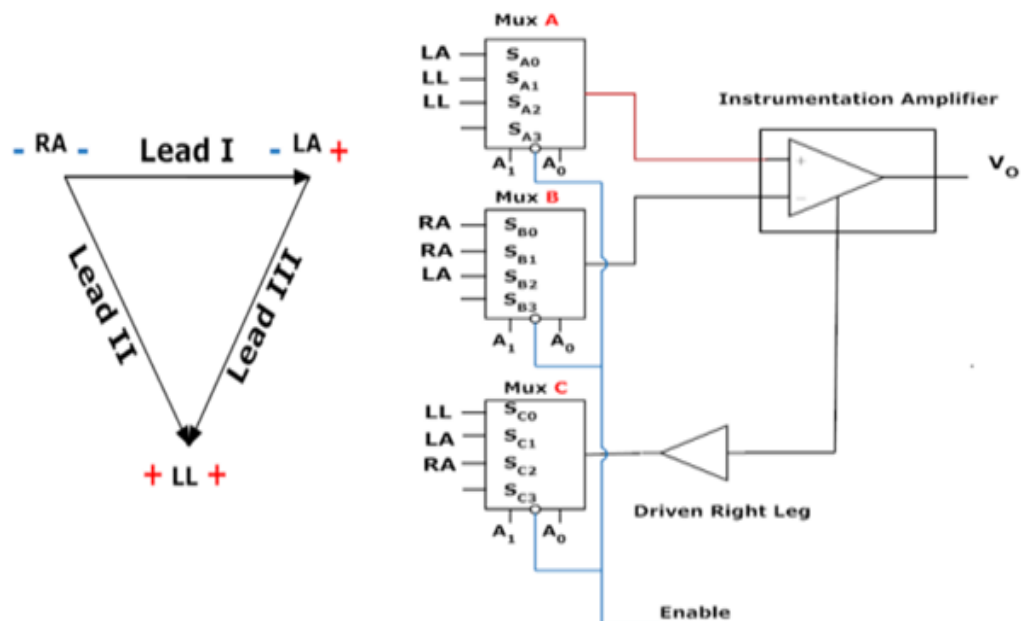 - RA -
Lead I
- LA +
Lead II
Lead III
+ LL +
Mux A
LA
LL
LL
SA0
SA1
SA2
SA3
A1
A0
Mux B
RA
RA
LA
SB0
SB1
SB2
SB3
A1
A0
Mux C
LL
LA
RA
SC0
SC1
SC2
SC3
A1
A0
Instrumentation Amplifier
+
-
VO
Driven Right Leg
Enable